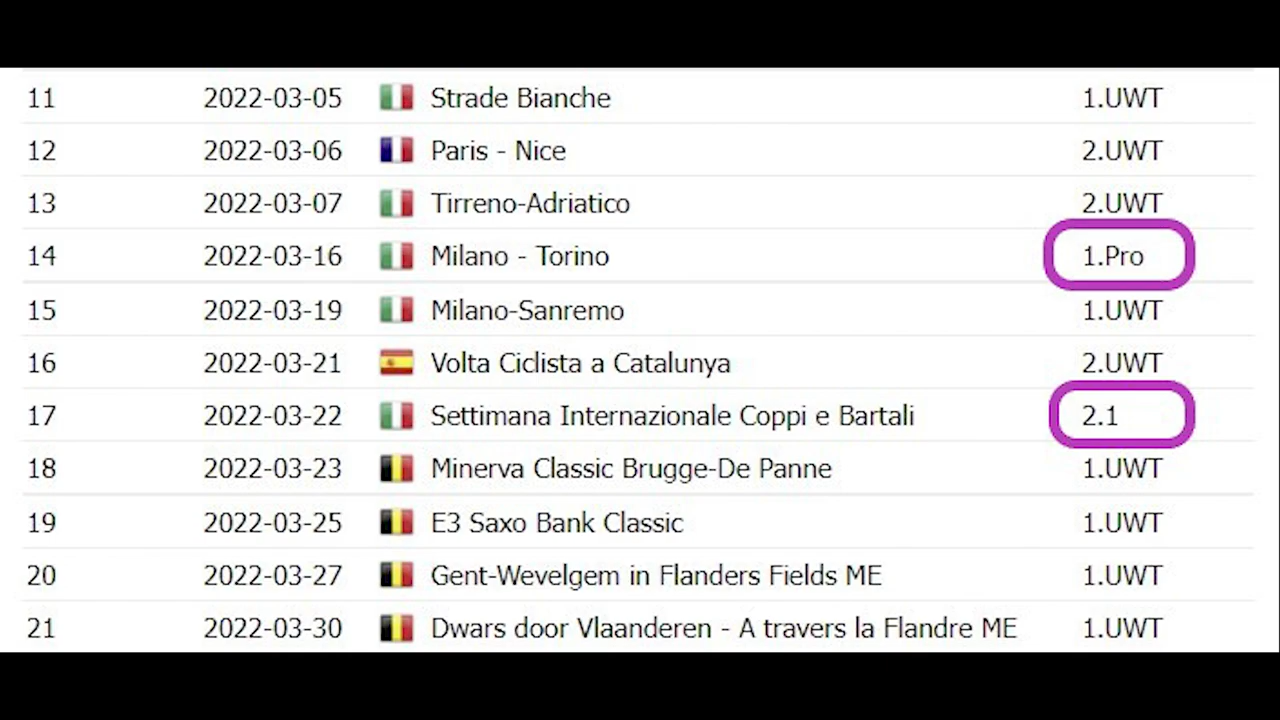 11 2022-03-05 Strade Bianche 1.UWT
12 2022-03-06 Paris - Nice 2.UWT
13 2022-03-07 Tirreno-Adriatico 2.UWT
14 2022-03-16 Milano - Torino 1.Pro
15 2022-03-19 Milano-Sanremo 1.UWT
16 2022-03-21 Volta Ciclista a Catalunya 2.UWT
17 2022-03-22 Settimana Internazionale Coppi e Bartali 2.1
18 2022-03-23 Minerva Classic Brugge-De Panne 1.UWT
19 2022-03-25 E3 Saxo Bank Classic 1.UWT
20 2022-03-27 Gent-Wevelgem in Flanders Fields ME 1.UWT
21 2022-03-30 Dwars door Vlaanderen - A travers la Flandre ME 1.UWT